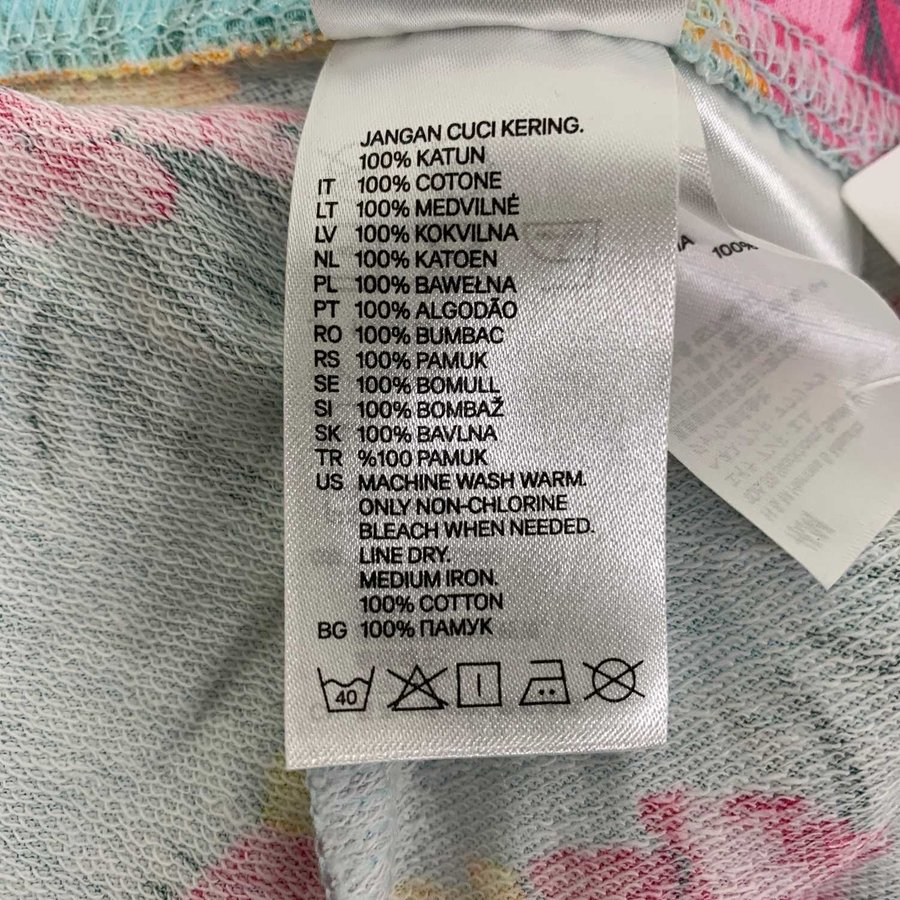 JANGAN CUCI KERING.
100% KATUN
IT 100% COTONE
LT 100% MEDVILNĖ
LV 100% KOKVILNA
NL 100% KATOEN
PL 100% BAWEŁNA
PT 100% ALGODÃO
RO 100% BUMBAC
RS 100% PAMUK
SE 100% BOMULL
SI 100% BOMBAŽ
SK 100% BAVLNA
TR %100 PAMUK
US MACHINE WASH WARM.
ONLY NON-CHLORINE
BLEACH WHEN NEEDED.
LINE DRY.
MEDIUM IRON.
100% COTTON
BG 100% ПАМУК
40
100%